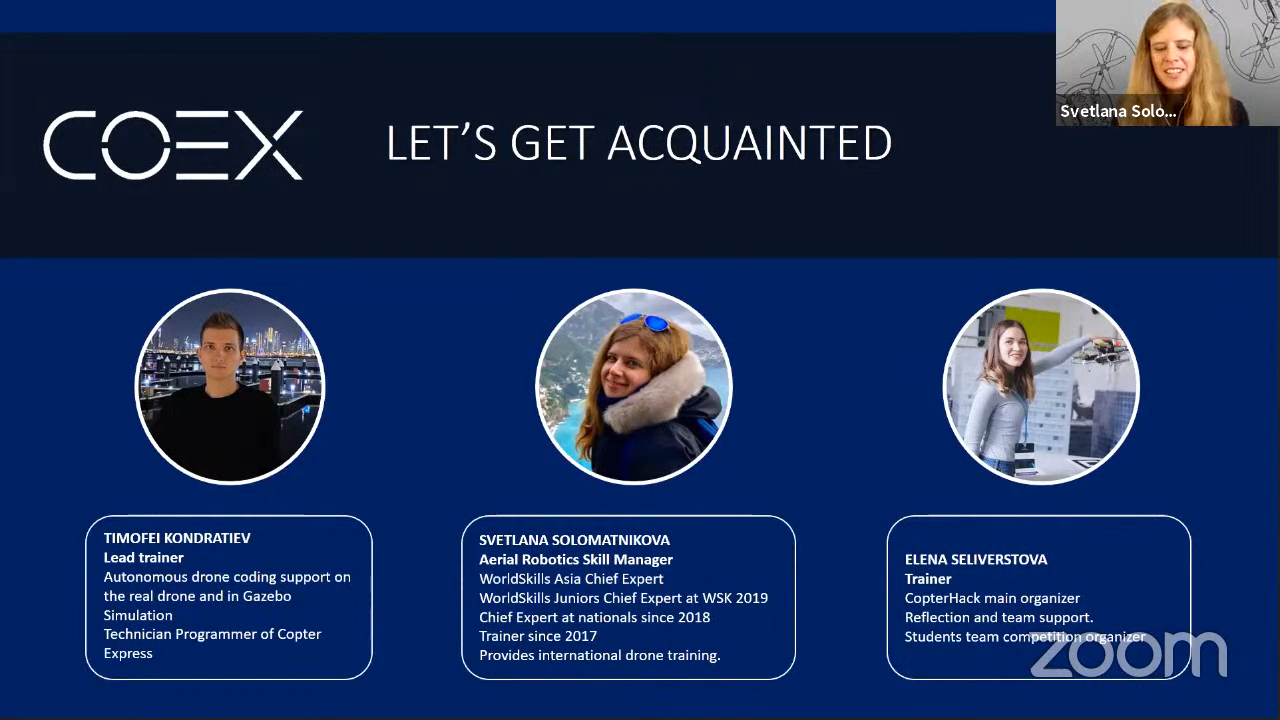 COEX
LET'S GET ACQUAINTED
Svetlana Solo...
TIMOFEI KONDRATIEV
Lead trainer
Autonomous drone coding support on
the real drone and in Gazebo
Simulation
Technician Programmer of Copter
Express
SVETLANA SOLOMATNIKOVA
Aerial Robotics Skill Manager
WorldSkills Asia Chief Expert
WorldSkills Juniors Chief Expert at WSK 2019
Chief Expert at nationals since 2018
Trainer since 2017
Provides international drone training.
ELENA SELIVERSTOVA
Trainer
CopterHack main organizer
Reflection and team support.
Students team competition organizer
zoom